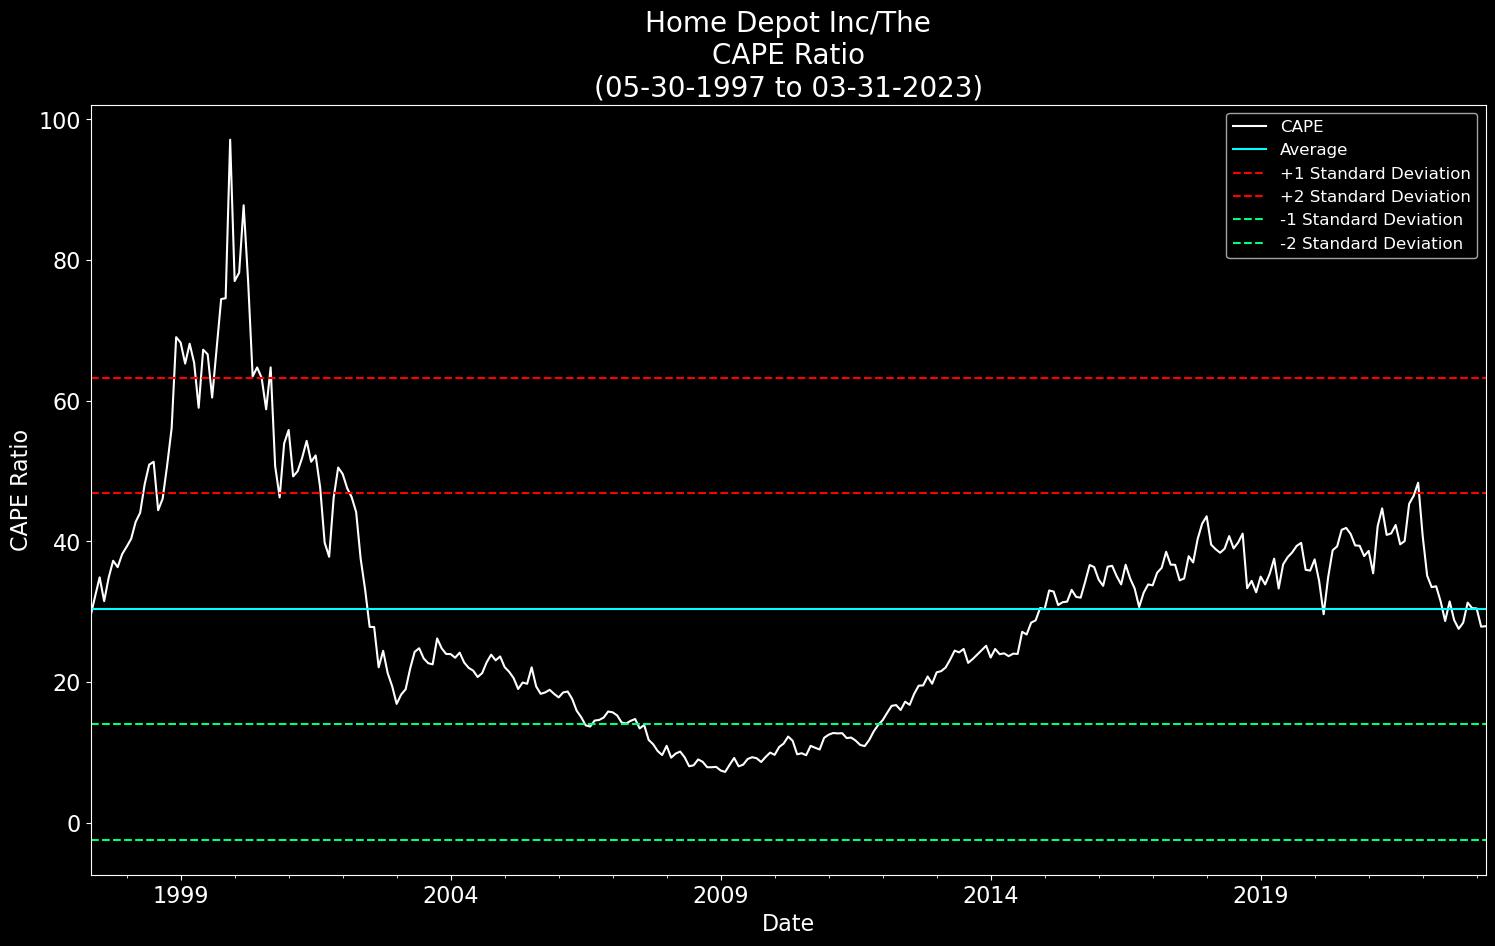 Home Depot Inc/The
CAPE Ratio
(05-30-1997 to 03-31-2023)
CAPE
Average
+1 Standard Deviation
+2 Standard Deviation
-1 Standard Deviation
-2 Standard Deviation
CAPE Ratio
100
80
60
40
20
0
1999 2004 2009 2014 2019
Date